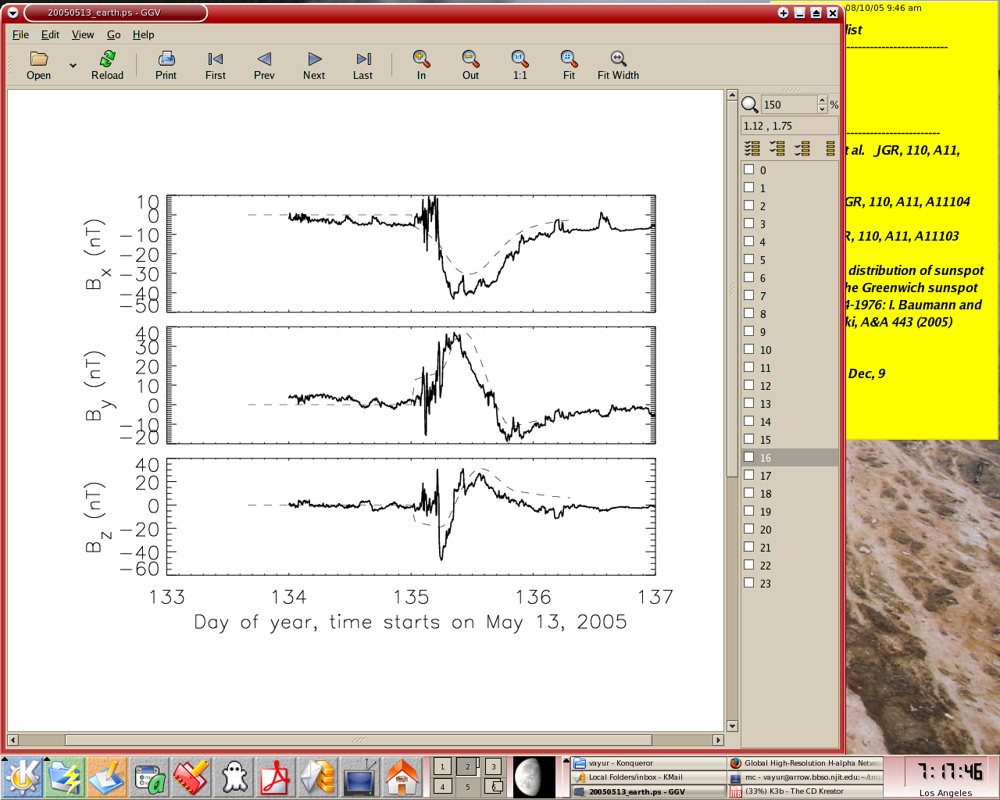 20050513_earth.ps - GGV
08/10/05 9:46 am
File Edit View Go Help
list
Open Reload Print First Prev Next Last In Out 1:1 Fit Fit Width
150 %
1.12 , 1.75
t al. JGR, 110, A11,
GR, 110, A11, A11104
R, 110, A11, A11103
distribution of sunspot
he Greenwich sunspot
4-1976: I. Baumann and
ki, A&A 443 (2005)
Dec, 9
0
1
2
3
4
5
6
7
8
9
10
11
12
13
14
15
16
17
18
19
20
21
22
23
10
0
−10
−20
−30
−40
−50
Bx (nT)
40
30
20
10
0
−10
−20
By (nT)
40
20
0
−20
−40
−60
Bz (nT)
133 134 135 136 137
Day of year, time starts on May 13, 2005
1 2 3
4 5 6
vayur - Konqueror
Local Folders/inbox - KMail
20050513_earth.ps - GGV
Global High-Resolution H-alpha Netwo
mc - vayur@arrow.bbso.njit.edu:~/tmp
(33%) K3b - The CD Kreator
7:17:46
Los Angeles